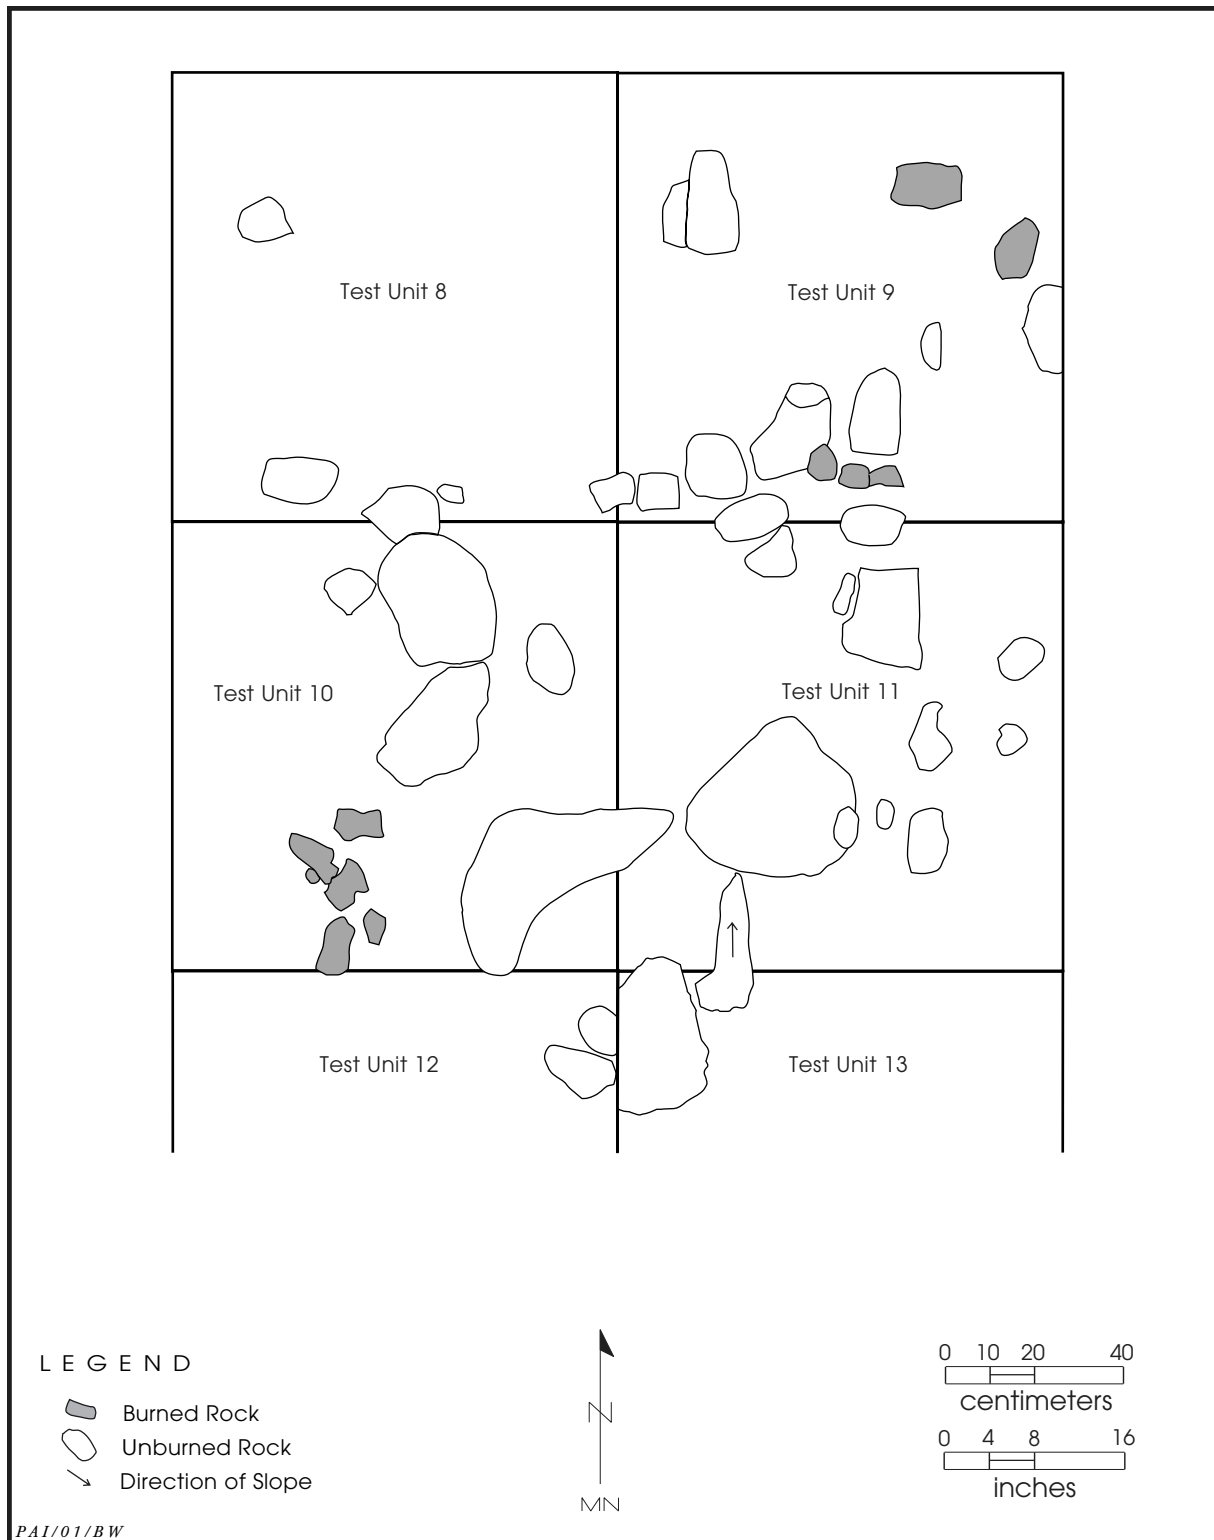 Test Unit 8
Test Unit 9
Test Unit 10
Test Unit 11
Test Unit 12
Test Unit 13
LEGEND
Burned Rock
Unburned Rock
Direction of Slope
N
MN
0 10 20 40
centimeters
0 4 8 16
inches
PAI/01/BW